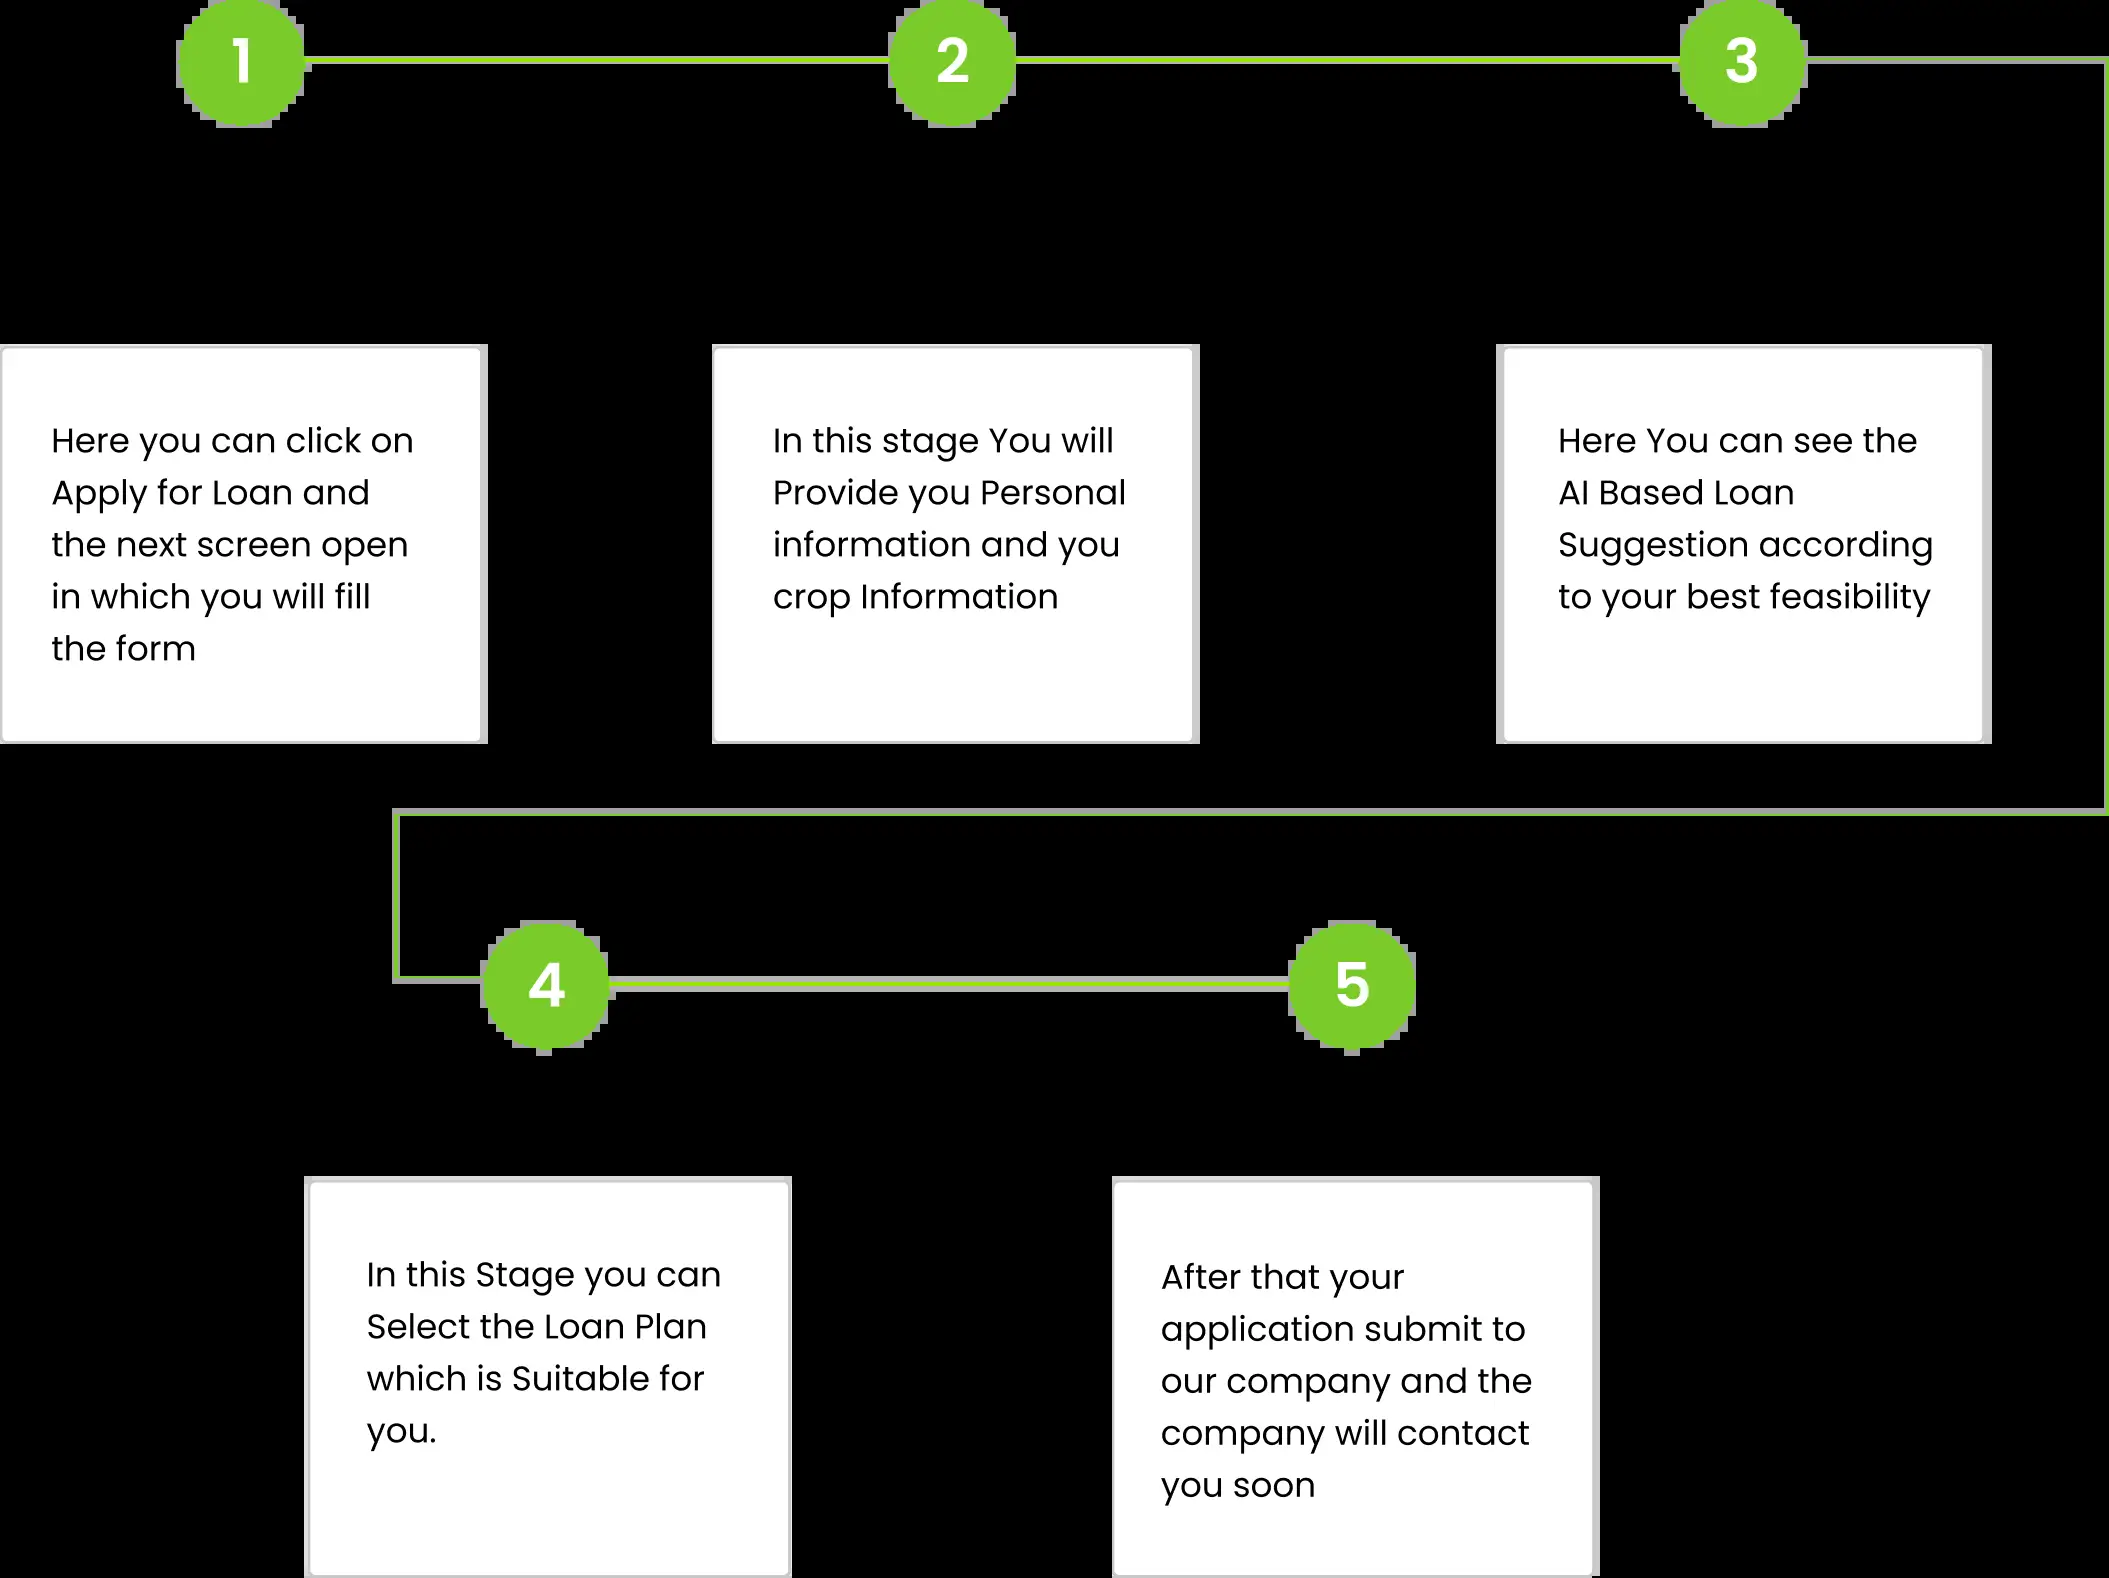 1
2
3
Here you can click on
Apply for Loan and
the next screen open
in which you will fill
the form
In this stage You will
Provide you Personal
information and you
crop Information
Here You can see the
AI Based Loan
Suggestion according
to your best feasibility
4
5
In this Stage you can
Select the Loan Plan
which is Suitable for
you.
After that your
application submit to
our company and the
company will contact
you soon